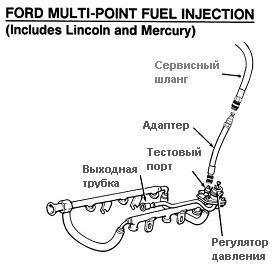 FORD MULTI-POINT FUEL INJECTION
(Includes Lincoln and Mercury)
Сервисный
шланг
Адаптер
Тестовый
порт
Выходная
трубка
Регулятор
давления